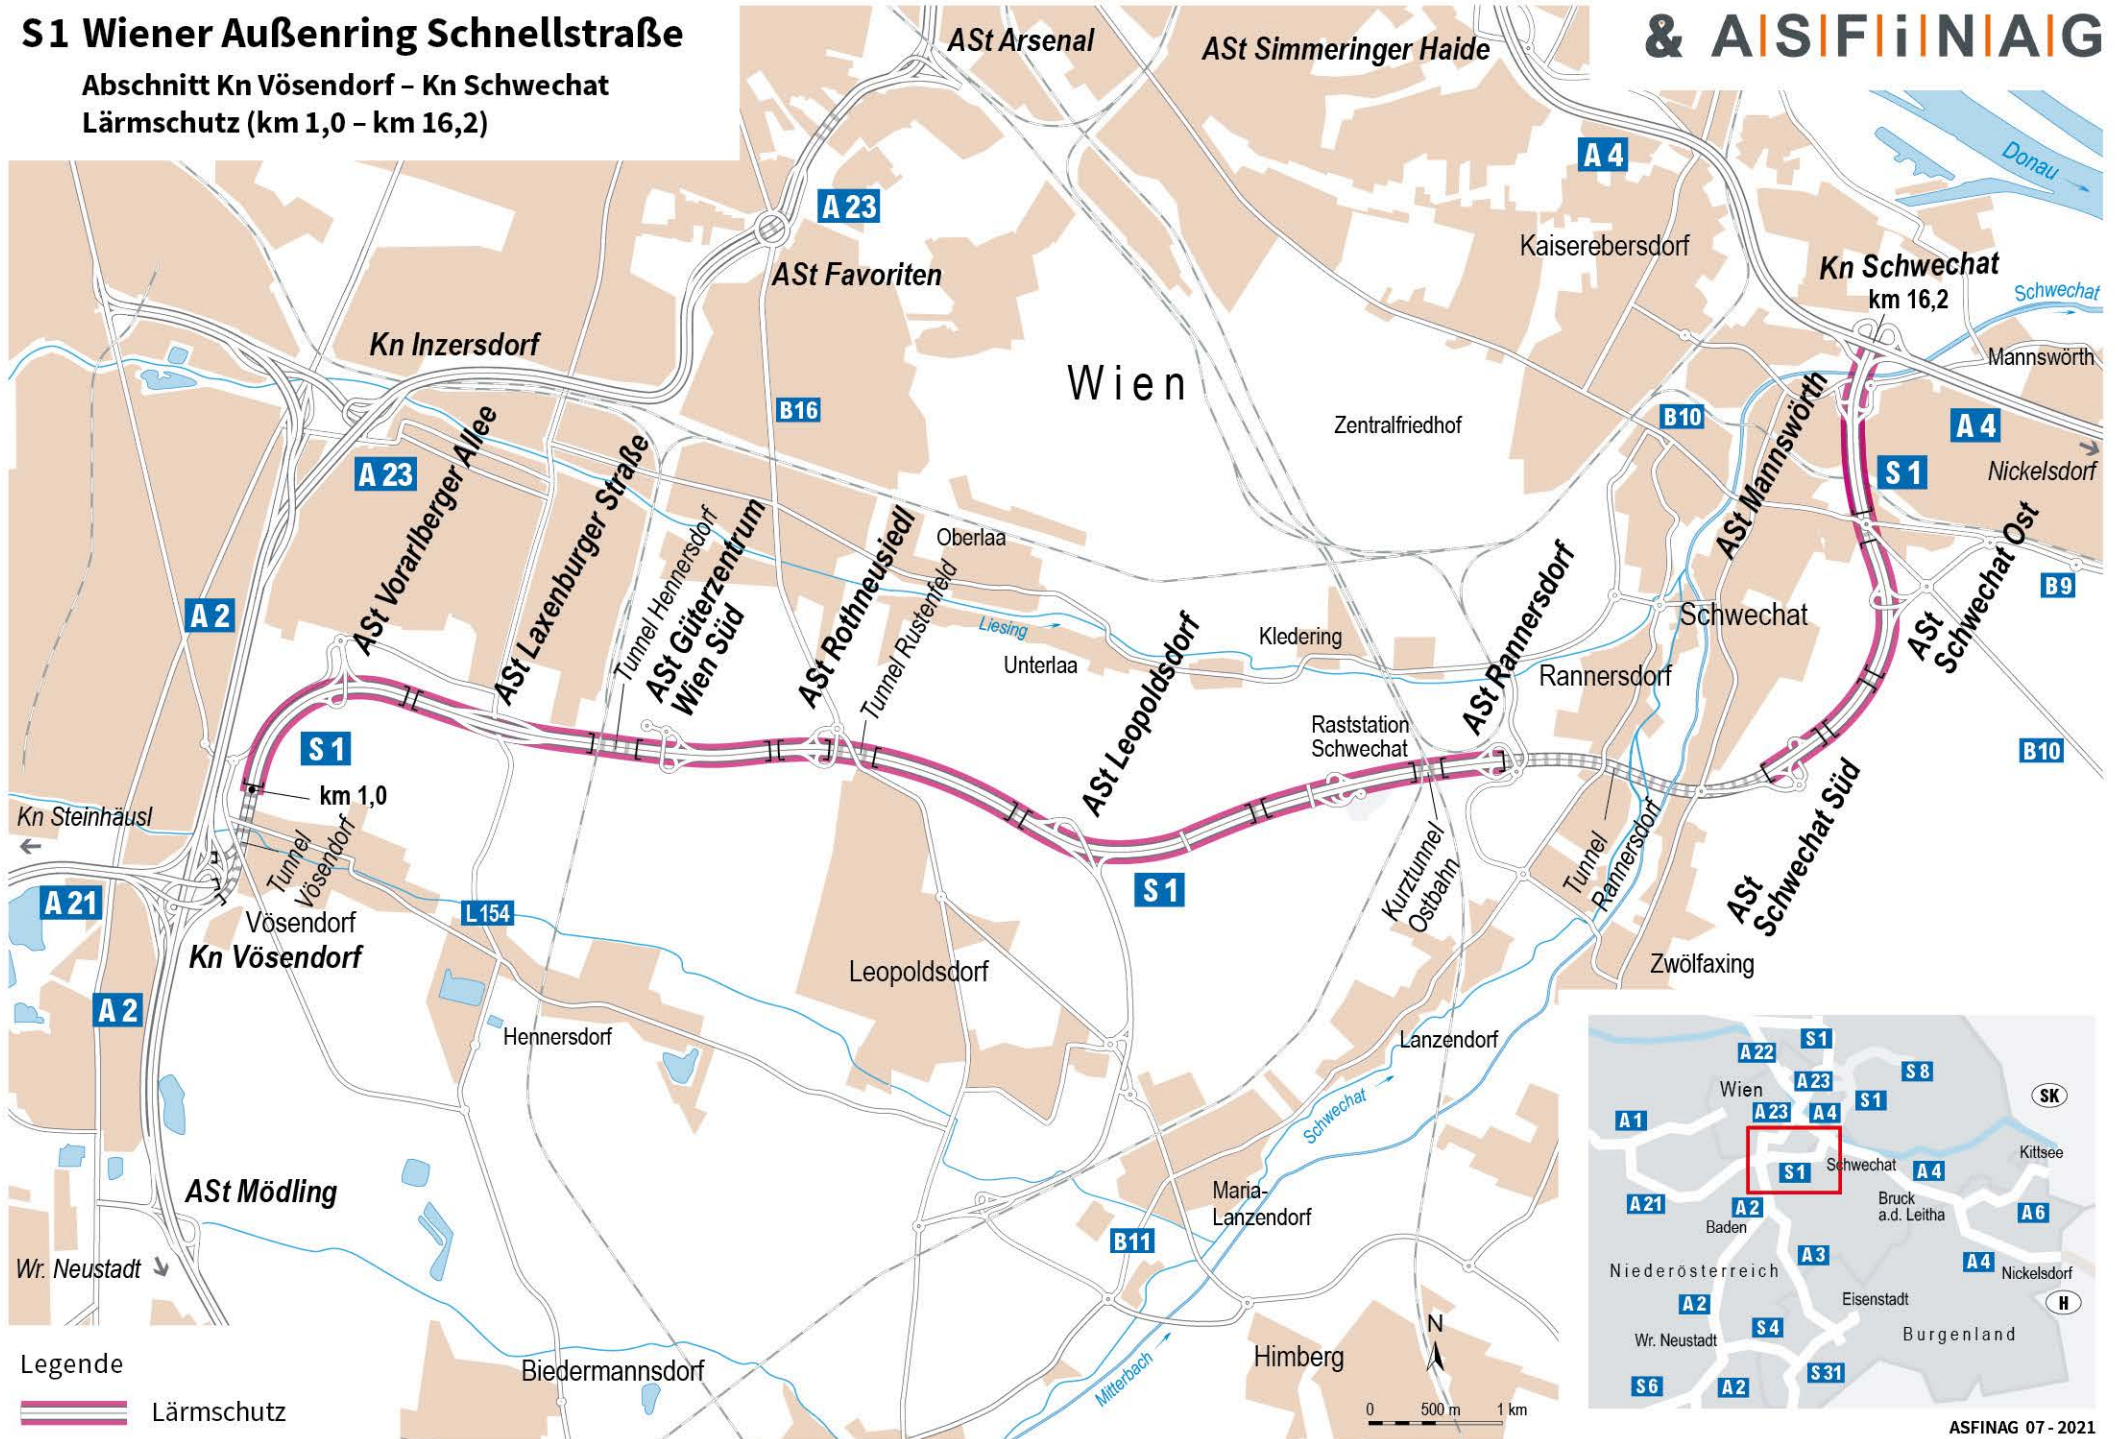 S1 Wiener Außenring Schnellstraße
Abschnitt Kn Vösendorf – Kn Schwechat
Lärmschutz (km 1,0 – km 16,2)
& A|S|F|i|N|A|G
ASt Arsenal
ASt Simmeringer Haide
A 4
Donau
A 23
ASt Favoriten
Kaiserebersdorf
Kn Schwechat
km 16,2
Schwechat
Mannswörth
Kn Inzersdorf
Wien
B16
Zentralfriedhof
B10
ASt Mannswörth
A 4
Nickelsdorf
S 1
A 23
ASt Vorarlberger Allee
ASt Laxenburger Straße
Tunnel Hennersdorf
ASt Güterzentrum
Wien Süd
ASt Rothneusiedl
Tunnel Rustenfeld
Oberlaa
Liesing
Unterlaa
Kledering
ASt Leopoldsdorf
ASt Rannersdorf
Rannersdorf
Schwechat
ASt
Schwechat Ost
B9
B10
A 2
S 1
km 1,0
Kn Steinhäusl
Tunnel
Vösendorf
A 21
Vösendorf
Kn Vösendorf
L154
A 2
Raststation
Schwechat
S 1
Kurztunnel
Ostbahn
Tunnel
Rannersdorf
ASt
Schwechat Süd
Zwölfaxing
Leopoldsdorf
Hennersdorf
Lanzendorf
Schwechat
Maria-
Lanzendorf
B11
ASt Mödling
Wr. Neustadt
Biedermannsdorf
Mitterbach
Himberg
N
0 500 m 1 km
Legende
Lärmschutz
S1
A 22
S 8
Wien
A 23
S1
SK
A1
A 23
A 4
Kittsee
S1
Schwechat
A 4
A 21
A 2
Bruck
a.d. Leitha
A 6
Baden
A 3
A 4
Nickelsdorf
Niederösterreich
H
A 2
Eisenstadt
S 4
Wr. Neustadt
Burgenland
S 6
A 2
S 31
ASFINAG 07 - 2021